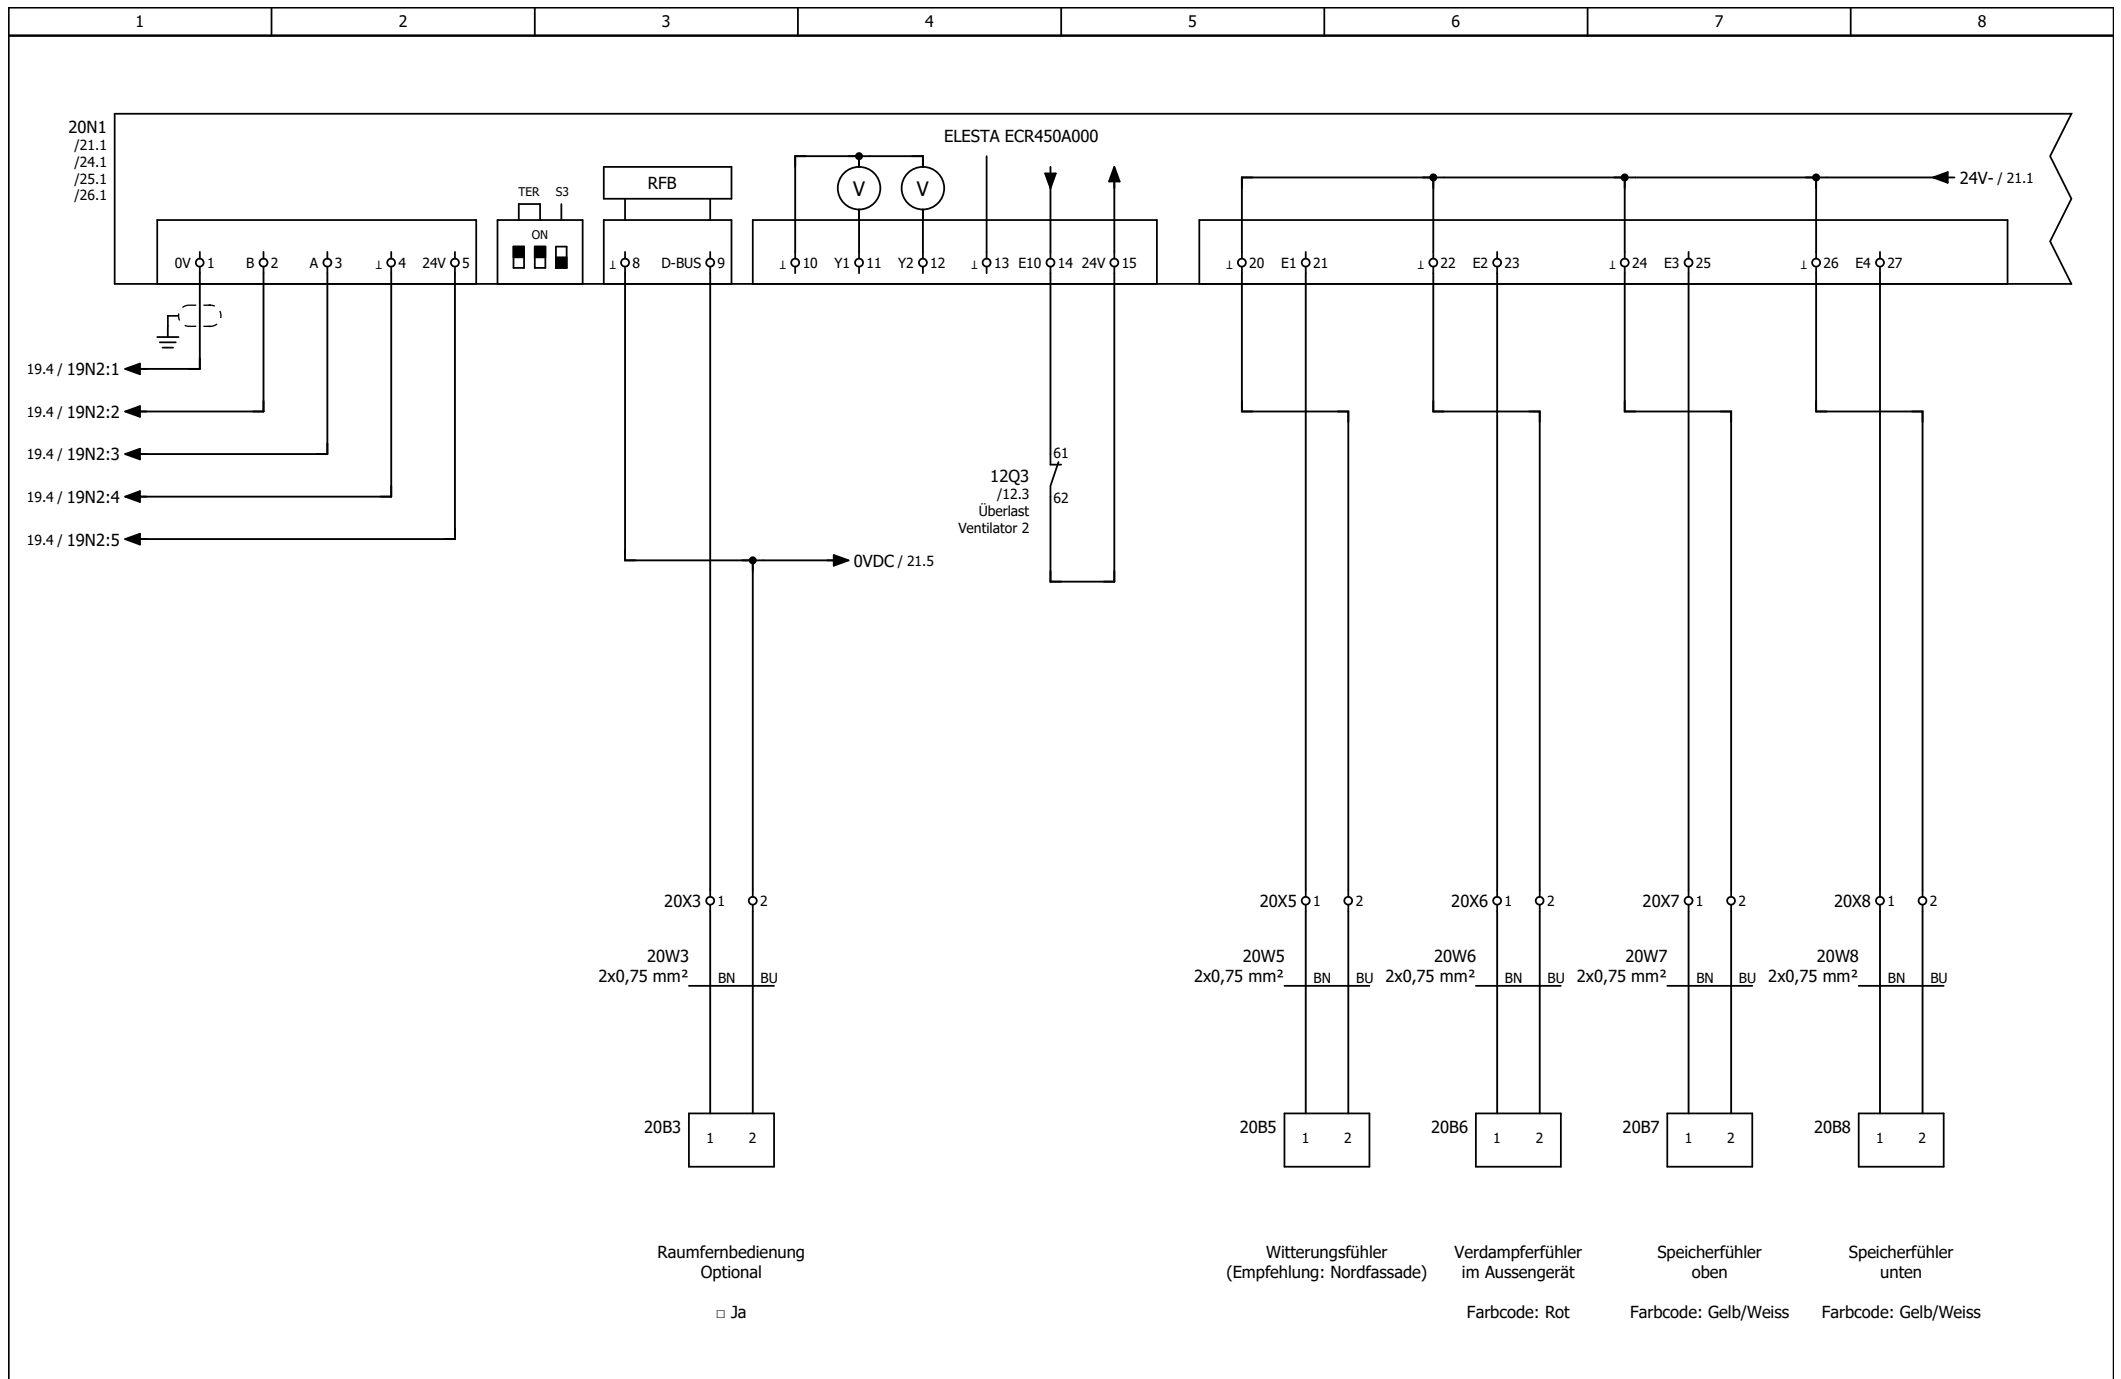 1 2 3 4 5 6 7 8
20N1
/21.1
/24.1
/25.1
/26.1
ELESTA ECR450A000
RFB
V V
24V- / 21.1
TER S3
ON
0V 1 B 2 A 3 ⊥ 4 24V 5
⊥ 8 D-BUS 9
⊥ 10 Y1 11 Y2 12 ⊥ 13 E10 14 24V 15
⊥ 20 E1 21 ⊥ 22 E2 23 ⊥ 24 E3 25 ⊥ 26 E4 27
19.4 / 19N2:1
19.4 / 19N2:2
19.4 / 19N2:3
19.4 / 19N2:4
19.4 / 19N2:5
61
12Q3
/12.3
62
Überlast
Ventilator 2
0VDC / 21.5
20X3 1 2
20X5 1 2
20X6 1 2
20X7 1 2
20X8 1 2
20W3
2x0,75 mm² BN BU
20W5
2x0,75 mm² BN BU
20W6
2x0,75 mm² BN BU
20W7
2x0,75 mm² BN BU
20W8
2x0,75 mm² BN BU
20B3 1 2
20B5 1 2
20B6 1 2
20B7 1 2
20B8 1 2
Raumfernbedienung
Optional
□ Ja
Witterungsfühler
(Empfehlung: Nordfassade)
Verdampferfühler
im Aussengerät
Farbcode: Rot
Speicherfühler
oben
Farbcode: Gelb/Weiss
Speicherfühler
unten
Farbcode: Gelb/Weiss